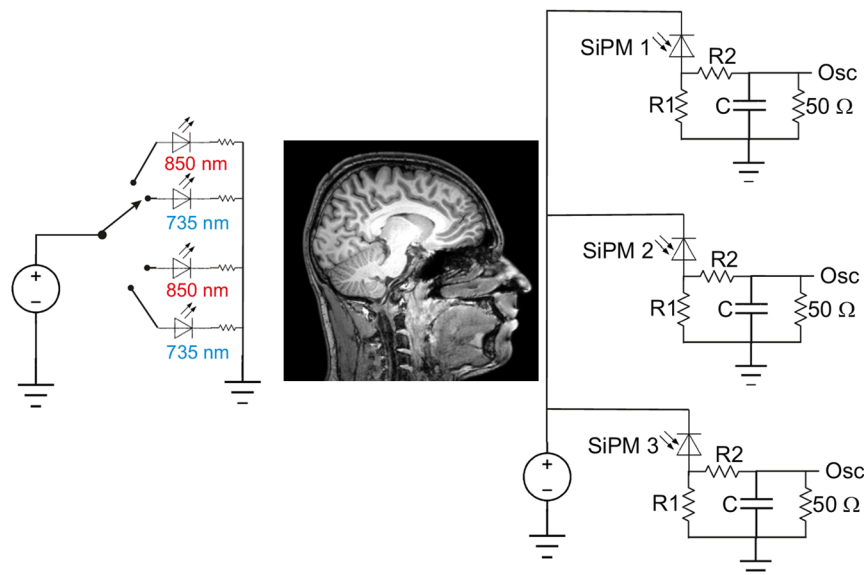 850 nm
735 nm
850 nm
735 nm
+
−
SiPM 1
R2
Osc
R1
C
50 Ω
SiPM 2
R2
Osc
R1
C
50 Ω
SiPM 3
R2
Osc
R1
C
50 Ω
+
−